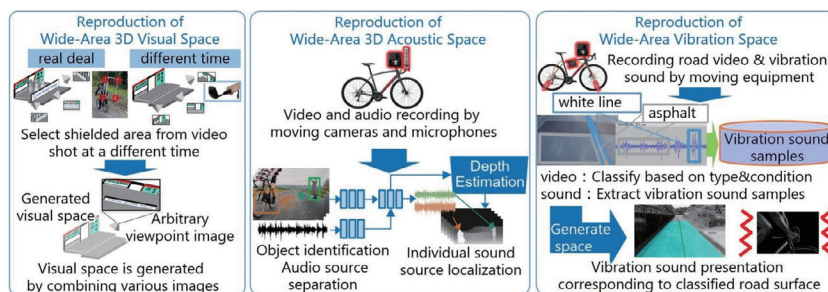 Reproduction of
Wide-Area 3D Visual Space
real deal
different time
Select shielded area from video
shot at a different time
Generated
visual space
Arbitrary
viewpoint image
Visual space is generated
by combining various images
Reproduction of
Wide-Area 3D Acoustic Space
Video and audio recording by
moving cameras and microphones
Depth
Estimation
Object identification
Audio source
separation
Individual sound
source localization
Reproduction of
Wide-Area Vibration Space
Recording road video & vibration
sound by moving equipment
white line
asphalt
Vibration sound
samples
video：Classify based on type&condition
sound：Extract vibration sound samples
Generate
space
Vibration sound presentation
corresponding to classified road surface